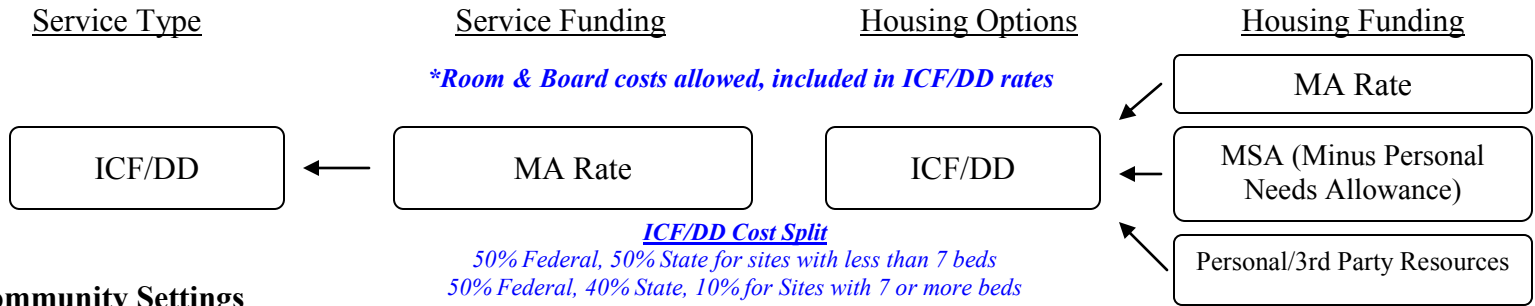 Service Type
Service Funding
Housing Options
Housing Funding
*Room & Board costs allowed, included in ICF/DD rates
MA Rate
ICF/DD
MA Rate
ICF/DD
MSA (Minus Personal
Needs Allowance)
ICF/DD Cost Split
50% Federal, 50% State for sites with less than 7 beds
50% Federal, 40% State, 10% for Sites with 7 or more beds
Personal/3rd Party Resources